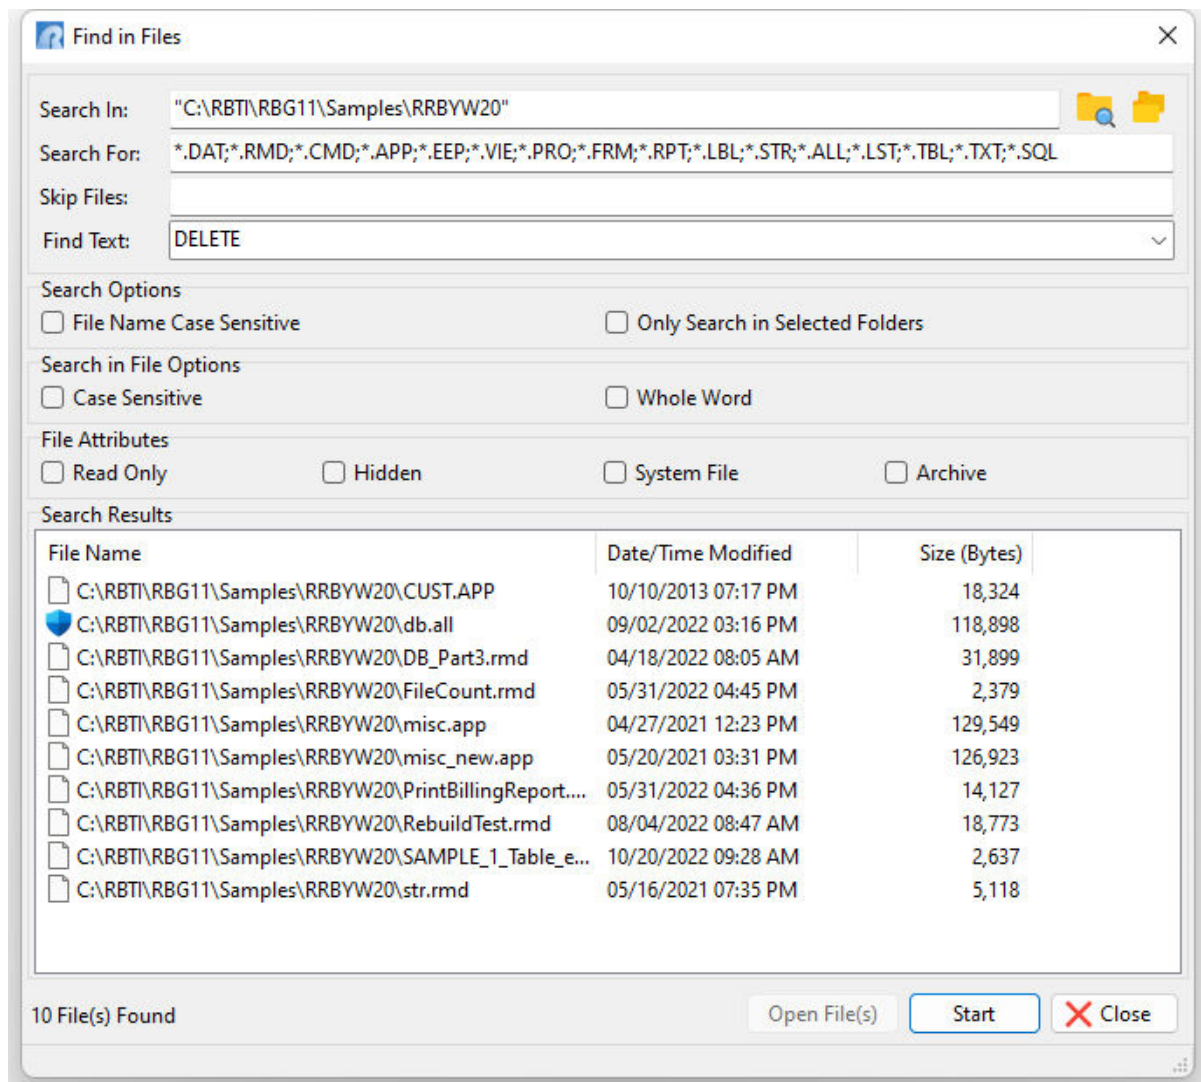 Find in Files
Search In: "C:\RBTI\RBG11\Samples\RRBYW20"
Search For: *.DAT;*.RMD;*.CMD;*.APP;*.EEP;*.VIE;*.PRO;*.FRM;*.RPT;*.LBL;*.STR;*.ALL;*.LST;*.TBL;*.TXT;*.SQL
Skip Files:
Find Text: DELETE
Search Options
File Name Case Sensitive Only Search in Selected Folders
Search in File Options
Case Sensitive Whole Word
File Attributes
Read Only Hidden System File Archive
Search Results
File Name Date/Time Modified Size (Bytes)
C:\RBTI\RBG11\Samples\RRBYW20\CUST.APP 10/10/2013 07:17 PM 18,324
C:\RBTI\RBG11\Samples\RRBYW20\db.all 09/02/2022 03:16 PM 118,898
C:\RBTI\RBG11\Samples\RRBYW20\DB_Part3.rmd 04/18/2022 08:05 AM 31,899
C:\RBTI\RBG11\Samples\RRBYW20\FileCount.rmd 05/31/2022 04:45 PM 2,379
C:\RBTI\RBG11\Samples\RRBYW20\misc.app 04/27/2021 12:23 PM 129,549
C:\RBTI\RBG11\Samples\RRBYW20\misc_new.app 05/20/2021 03:31 PM 126,923
C:\RBTI\RBG11\Samples\RRBYW20\PrintBillingReport.... 05/31/2022 04:36 PM 14,127
C:\RBTI\RBG11\Samples\RRBYW20\RebuildTest.rmd 08/04/2022 08:47 AM 18,773
C:\RBTI\RBG11\Samples\RRBYW20\SAMPLE_1_Table_e... 10/20/2022 09:28 AM 2,637
C:\RBTI\RBG11\Samples\RRBYW20\str.rmd 05/16/2021 07:35 PM 5,118
10 File(s) Found Open File(s) Start Close